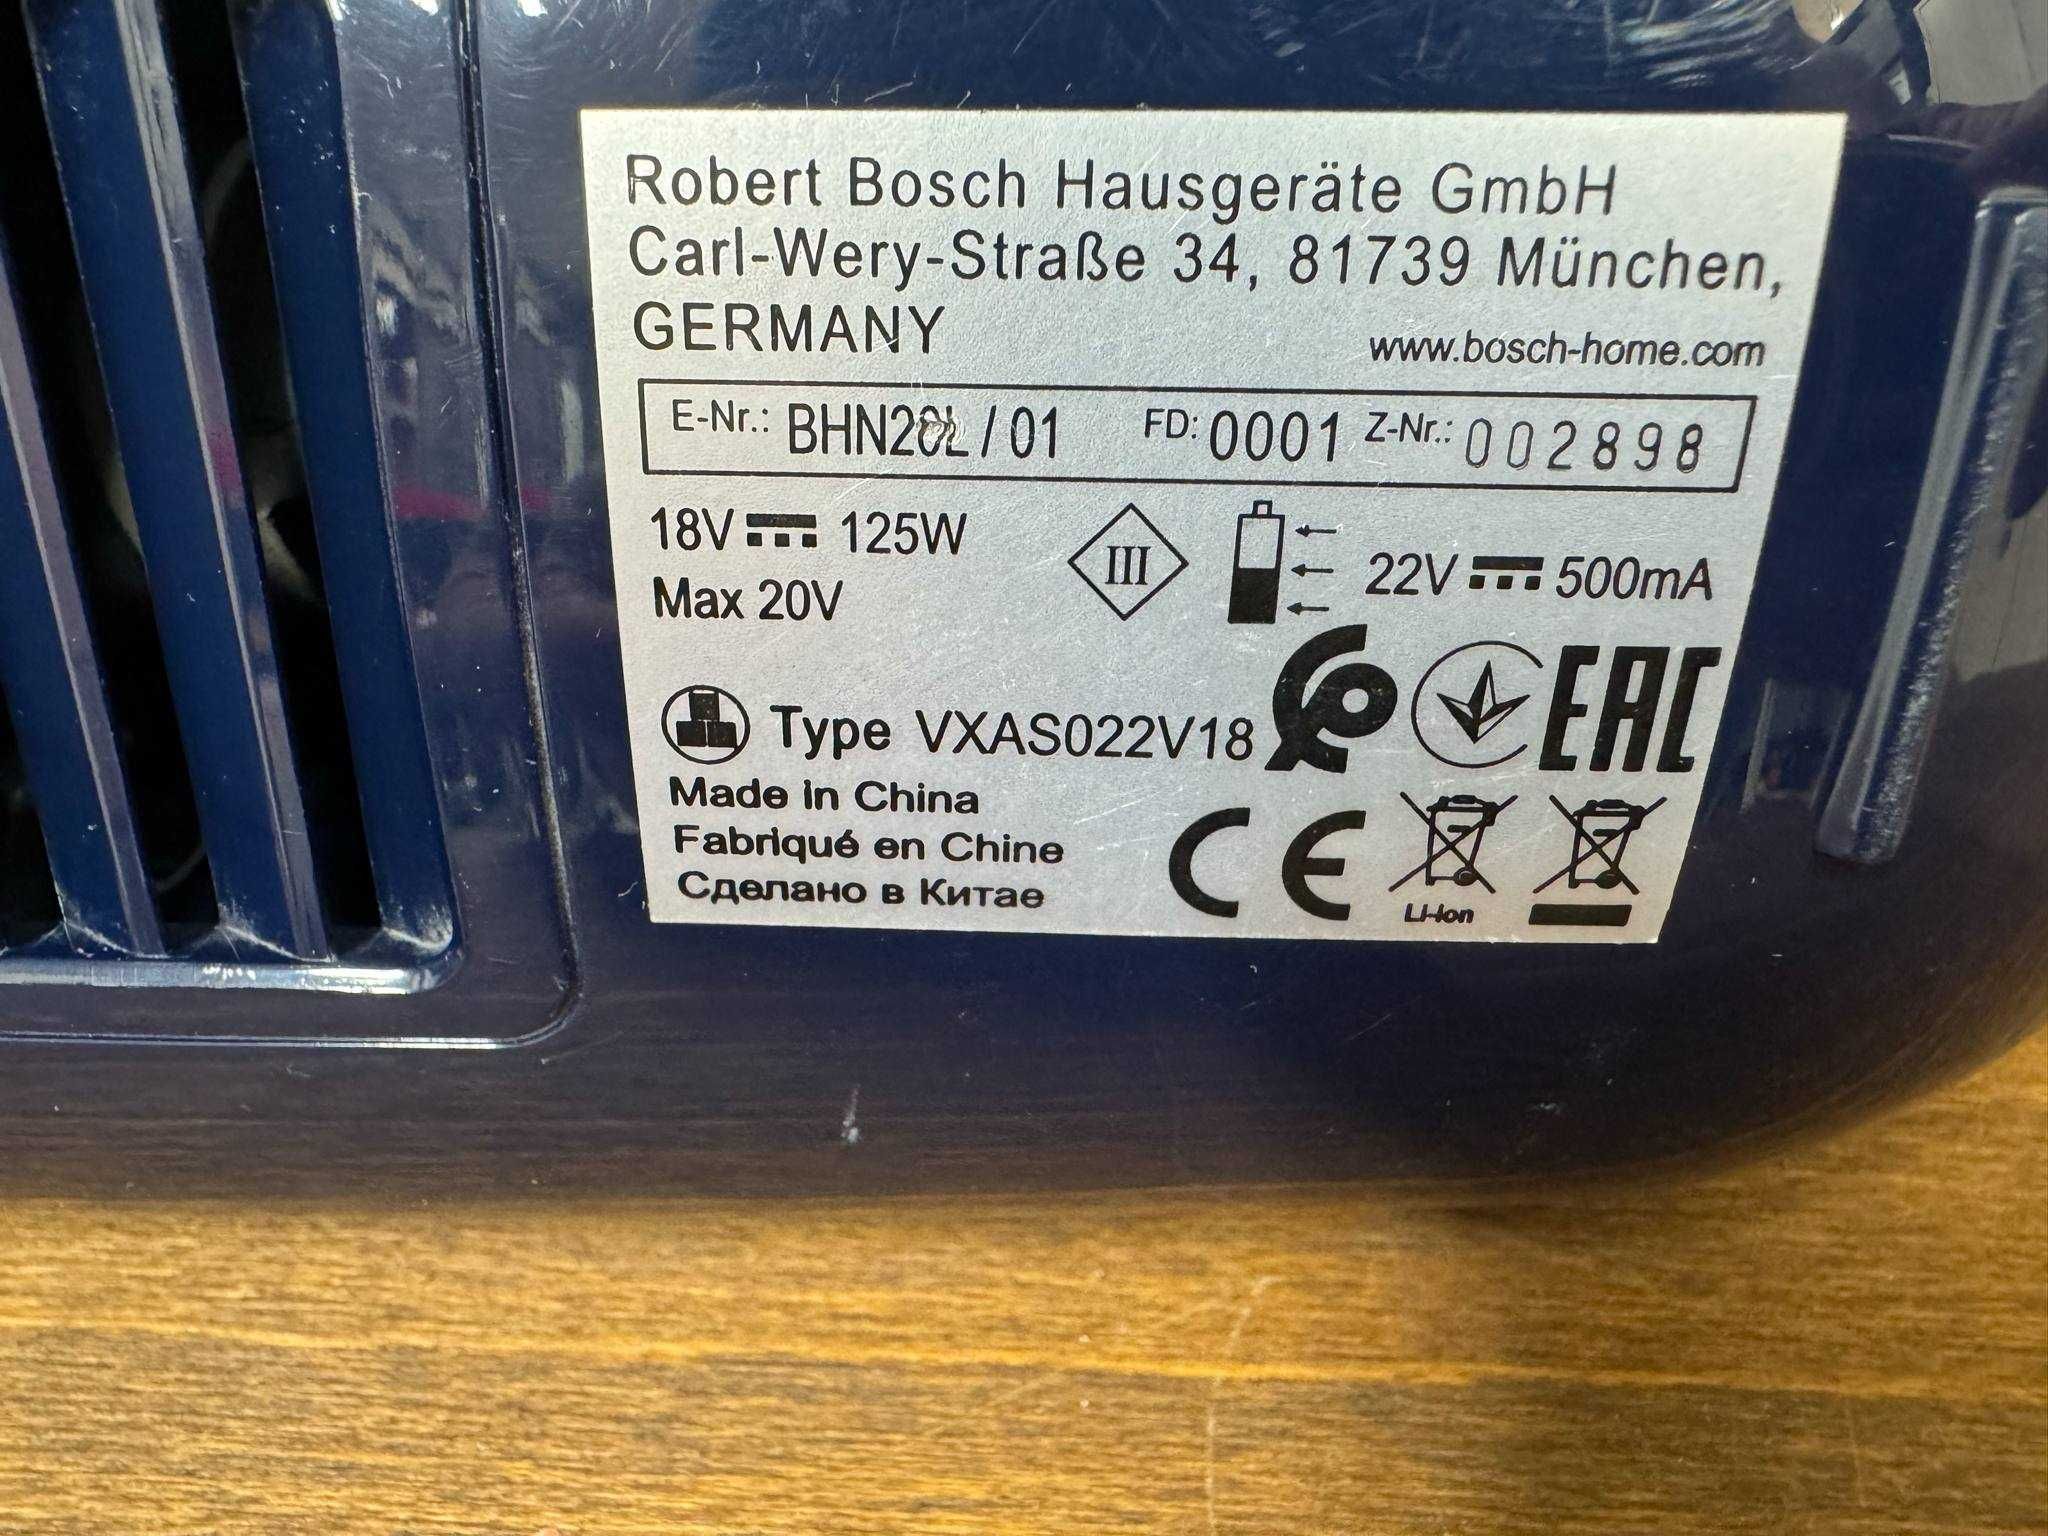 Robert Bosch Hausgeräte GmbH
Carl-Wery-Straße 34, 81739 München,
GERMANY
www.bosch-home.com
E-Nr.: / 01 FD: 0001 Z-Nr.: 002898
18V 125W
Max 20V
III
22V 500mA
Type VXAS022V18
EAC
Made in China
Fabriqué en Chine
Сделано в Китае
CE
Li-Ion